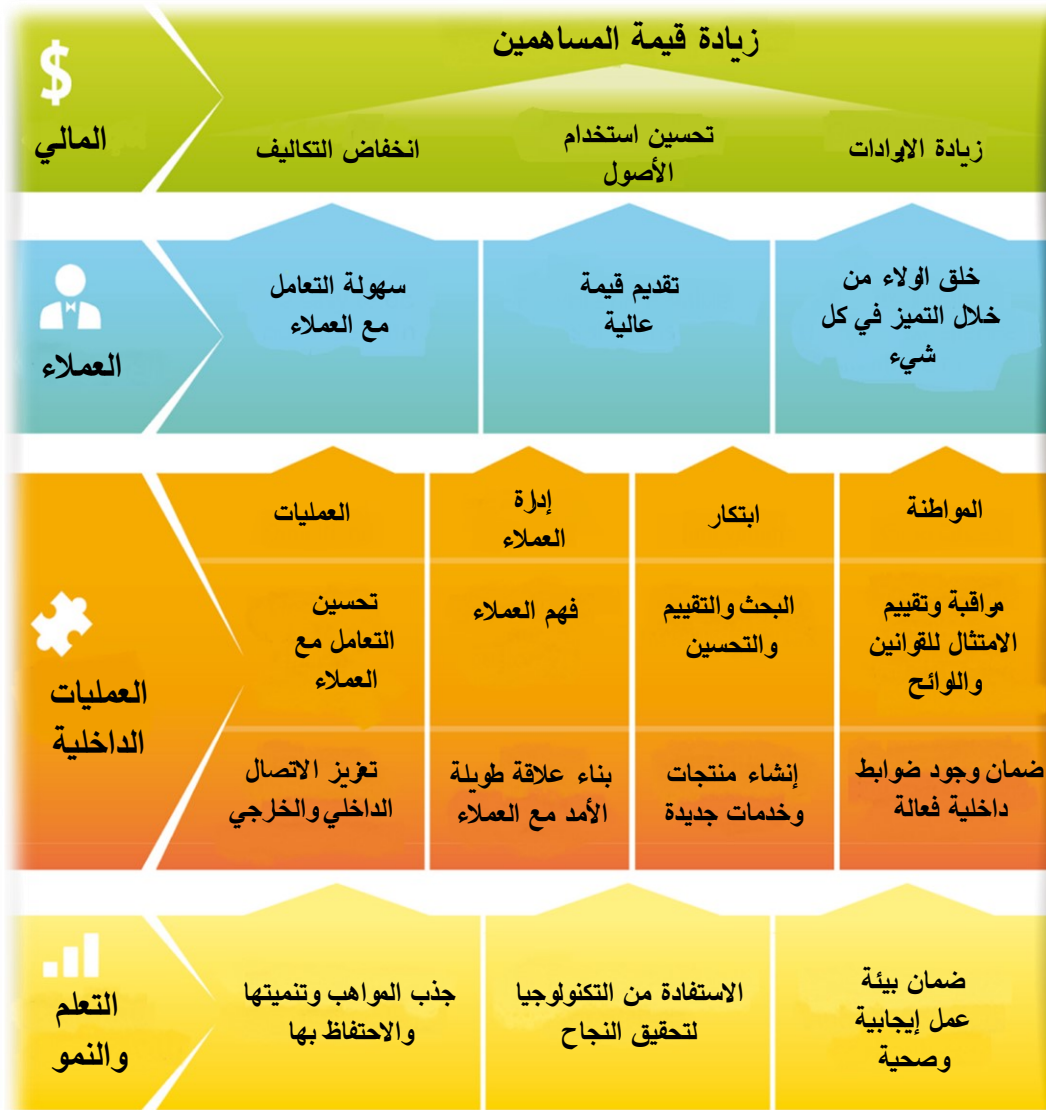 $
المالي
زيادة قيمة المساهمين
زيادة الايرادات
تحسين استخدام
الأصول
انخفاض التكاليف
العملاء
خلق الولاء من
خلال التميز في كل
شيء
تقديم قيمة
عالية
سهولة التعامل
مع العملاء
العمليات
الداخلية
المواطنة
ابتكار
إدارة
العملاء
العمليات
مراقبة وتقييم
الامتثال للقوانين
واللوائح
البحث والتقييم
والتحسين
فهم العملاء
تحسين
التعامل مع
العملاء
ضمان وجود ضوابط
داخلية فعالة
إنشاء منتجات
وخدمات جديدة
بناء علاقة طويلة
الأمد مع العملاء
تعزيز الاتصال
الداخلي والخرجي
التعلم
والنمو
ضمان بيئة
عمل إيجابية
وصحية
الاستفادة من التكنولوجيا
لتحقيق النجاح
جذب المواهب وتنميتها
والاحتفاظ بها